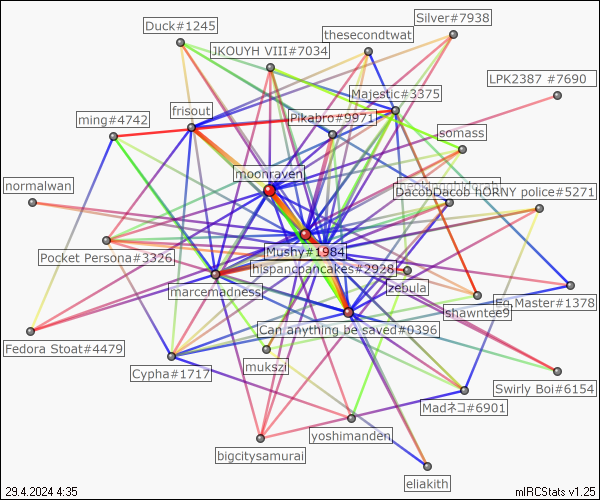 Silver#7938
Duck#1245
thesecondtwat
JKOUYH VIII#7034
LPK2387 #7690
Majestic#3375
frisout
ming#4742
Pikabro#9971
somass
moonraven
normalwan
DacobDacob hORNY police#5271
Mushy#1984
Pocket Persona#3326
hispancpancakes#2928
zebula
marcemadness
En Master#1378
shawntee9
Can anything be saved#0396
Fedora Stoat#4479
mukszi
Cypha#1717
Swirly Boi#6154
Madネコ#6901
yoshimanden
bigcitysamurai
eliakith
29.4.2024 4:35
mIRCStats v1.25